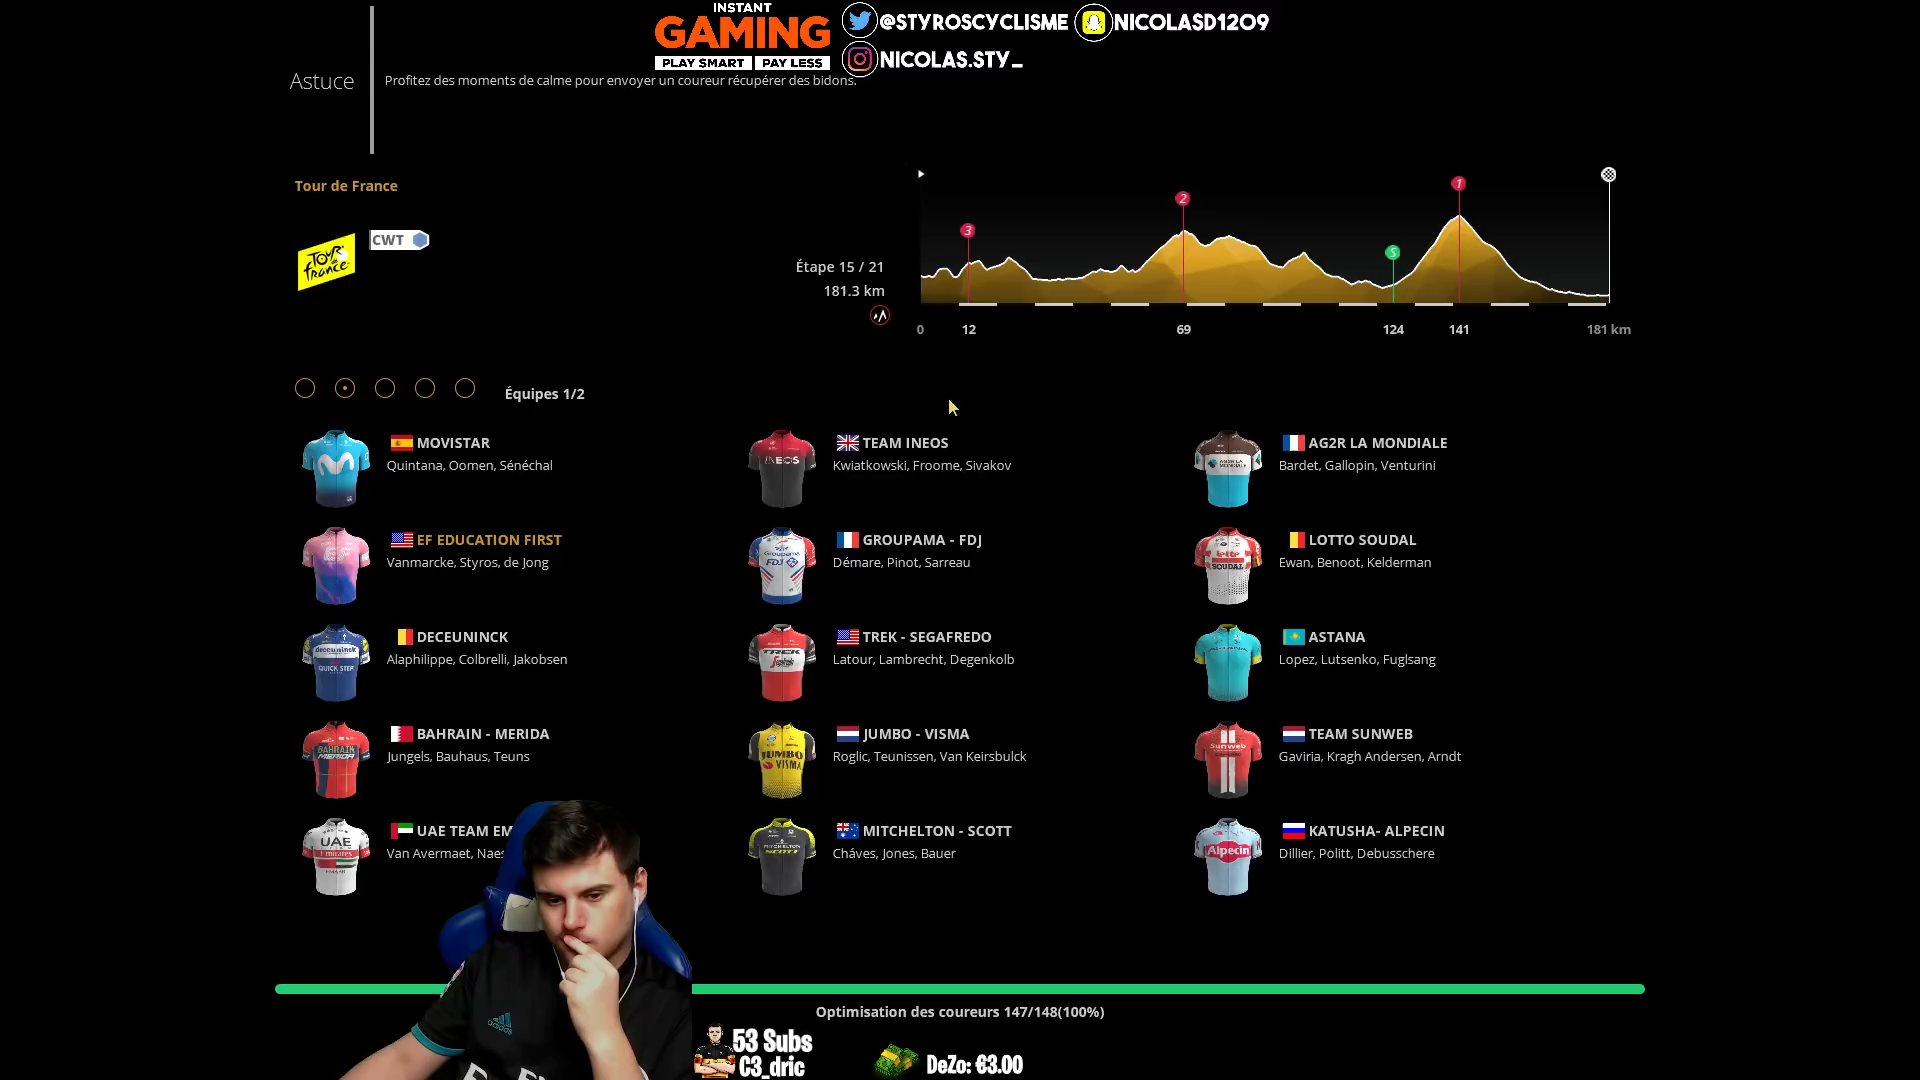 INSTANT
GAMING
PLAY SMART PAY LESS
@STYROSCYCLISME NICOLASD1209
NICOLAS.STY_
Astuce
Profitez des moments de calme pour envoyer un coureur récupérer des bidons.
Tour de France
TOUR de france
CWT
Étape 15 / 21
181.3 km
3 2 S 1
0 12 69 124 141 181 km
Équipes 1/2
MOVISTAR
Quintana, Oomen, Sénéchal
TEAM INEOS
Kwiatkowski, Froome, Sivakov
AG2R LA MONDIALE
Bardet, Gallopin, Venturini
EF EDUCATION FIRST
Vanmarcke, Styros, de Jong
GROUPAMA - FDJ
Démare, Pinot, Sarreau
LOTTO SOUDAL
Ewan, Benoot, Kelderman
DECEUNINCK
Alaphilippe, Colbrelli, Jakobsen
TREK - SEGAFREDO
Latour, Lambrecht, Degenkolb
ASTANA
Lopez, Lutsenko, Fuglsang
BAHRAIN - MERIDA
Jungels, Bauhaus, Teuns
JUMBO - VISMA
Roglic, Teunissen, Van Keirsbulck
TEAM SUNWEB
Gaviria, Kragh Andersen, Arndt
UAE TEAM EM
Van Avermaet, Naes
MITCHELTON - SCOTT
Cháves, Jones, Bauer
KATUSHA- ALPECIN
Dillier, Politt, Debusschere
Optimisation des coureurs 147/148(100%)
53 Subs
C3_dric
DeZo: €3.00